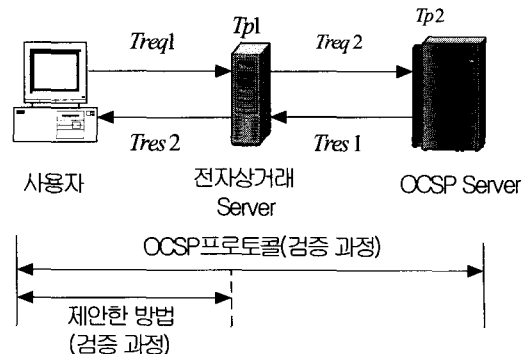 Treq1
Tp1
Treq 2
Tp2
Tres 2
Tres 1
사용자
전자상거래
Server
OCSP Server
OCSP프로토콜(검증 과정)
제안한 방법
(검증 과정)